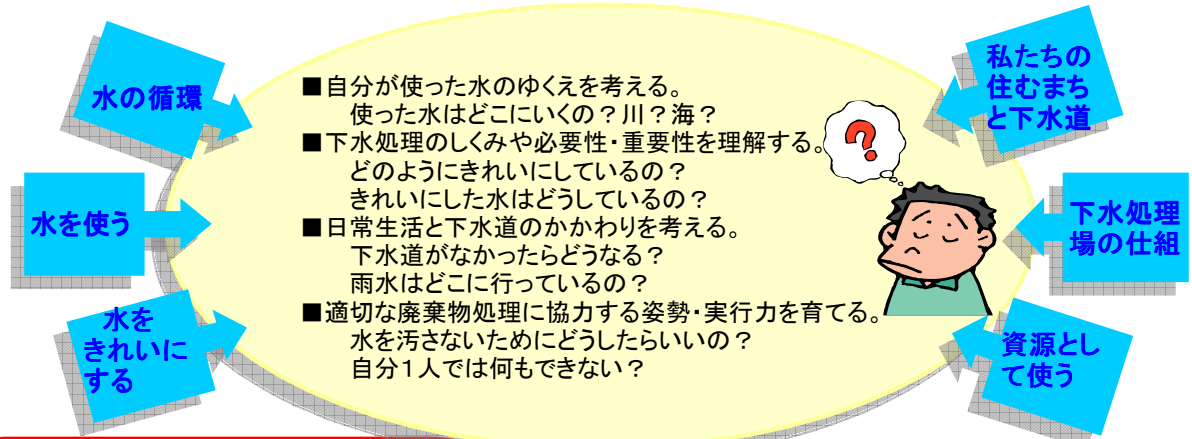 水の循環
水を使う
水を
きれいに
する
■自分が使った水のゆくえを考える。
使った水はどこにいくの？川？海？
■下水処理のしくみや必要性・重要性を理解する。
どのようにきれいにしているの？
きれいにした水はどうしているの？
■日常生活と下水道のかかわりを考える。
下水道がなかったらどうなる？
雨水はどこに行っているの？
■適切な廃棄物処理に協力する姿勢・実行力を育てる。
水を汚さないためにどうしたらいいの？
自分１人では何もできない？
?
私たちの
住むまち
と下水道
下水処理
場の仕組
資源とし
て使う